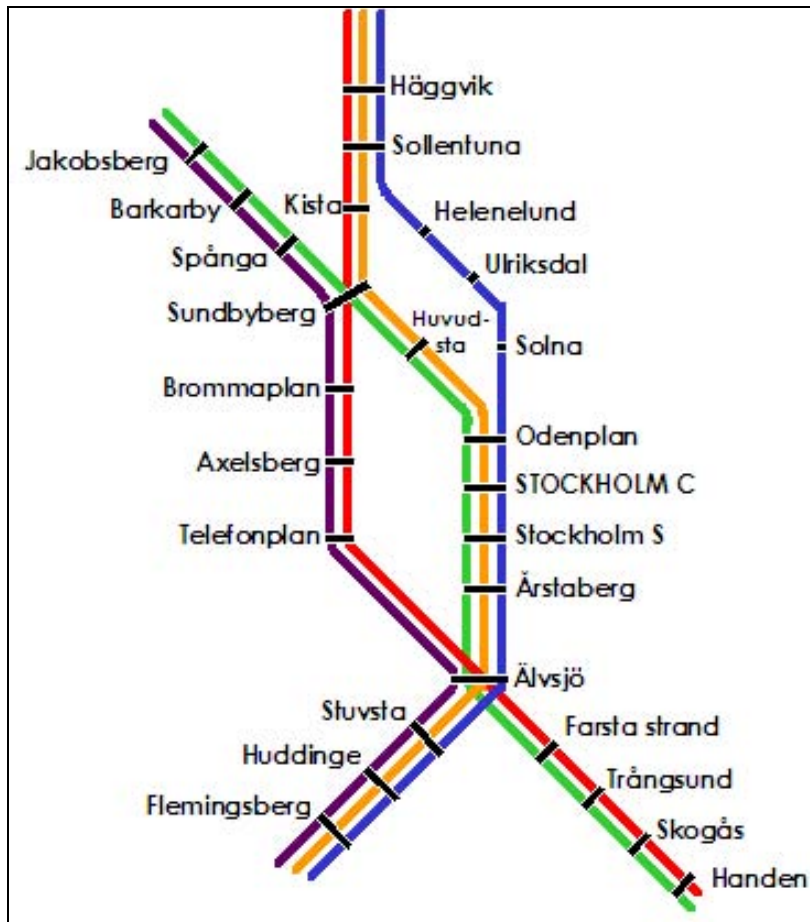 Häggvik
Sollentuna
Jakobsberg
Barkarby
Kista
Helenelund
Spånga
Ulriksdal
Sundbyberg
Huvud-
sta
Solna
Brommaplan
Odenplan
Axelsberg
STOCKHOLM C
Telefonplan
Stockholm S
Årstaberg
Älvsjö
Stuvsta
Farsta strand
Huddinge
Trångsund
Flemingsberg
Skogås
Handen